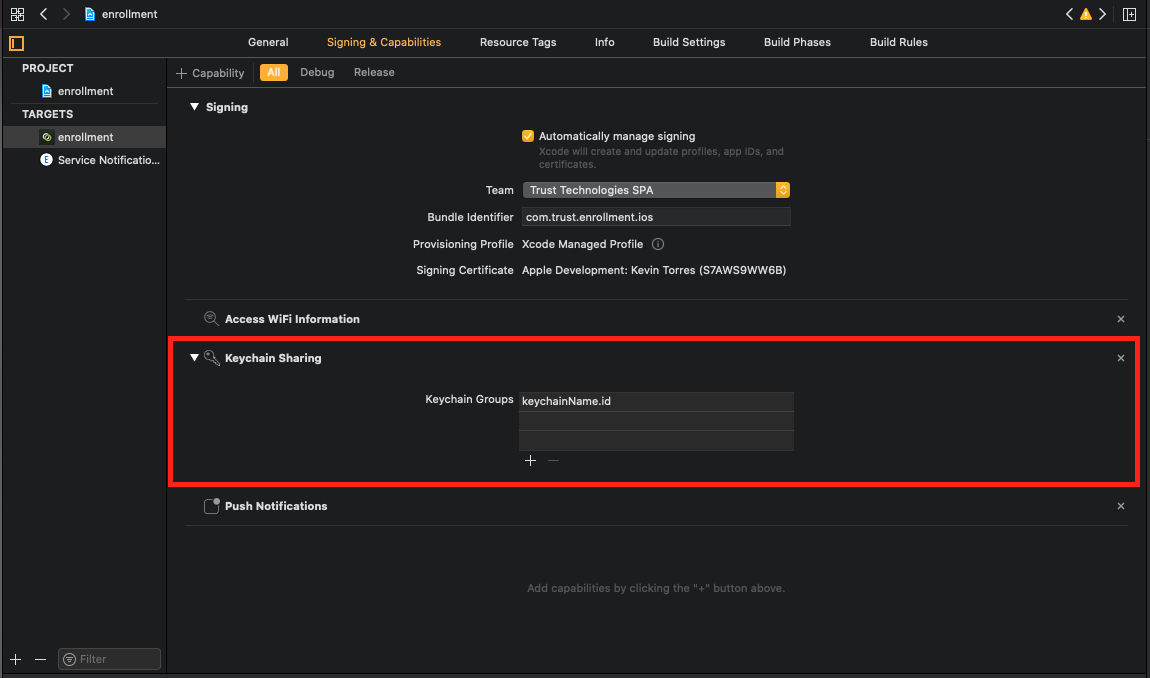 enrollment
General Signing & Capabilities Resource Tags Info Build Settings Build Phases Build Rules
PROJECT
enrollment
TARGETS
enrollment
E Service Notificatio...
+ Capability All Debug Release
Signing
Automatically manage signing
Xcode will create and update profiles, app IDs, and
certificates.
Team Trust Technologies SPA
Bundle Identifier com.trust.enrollment.ios
Provisioning Profile Xcode Managed Profile
Signing Certificate Apple Development: Kevin Torres (S7AWS9WW6B)
Access WiFi Information
Keychain Sharing
Keychain Groups keychainName.id
Push Notifications
Add capabilities by clicking the "+" button above.
Filter